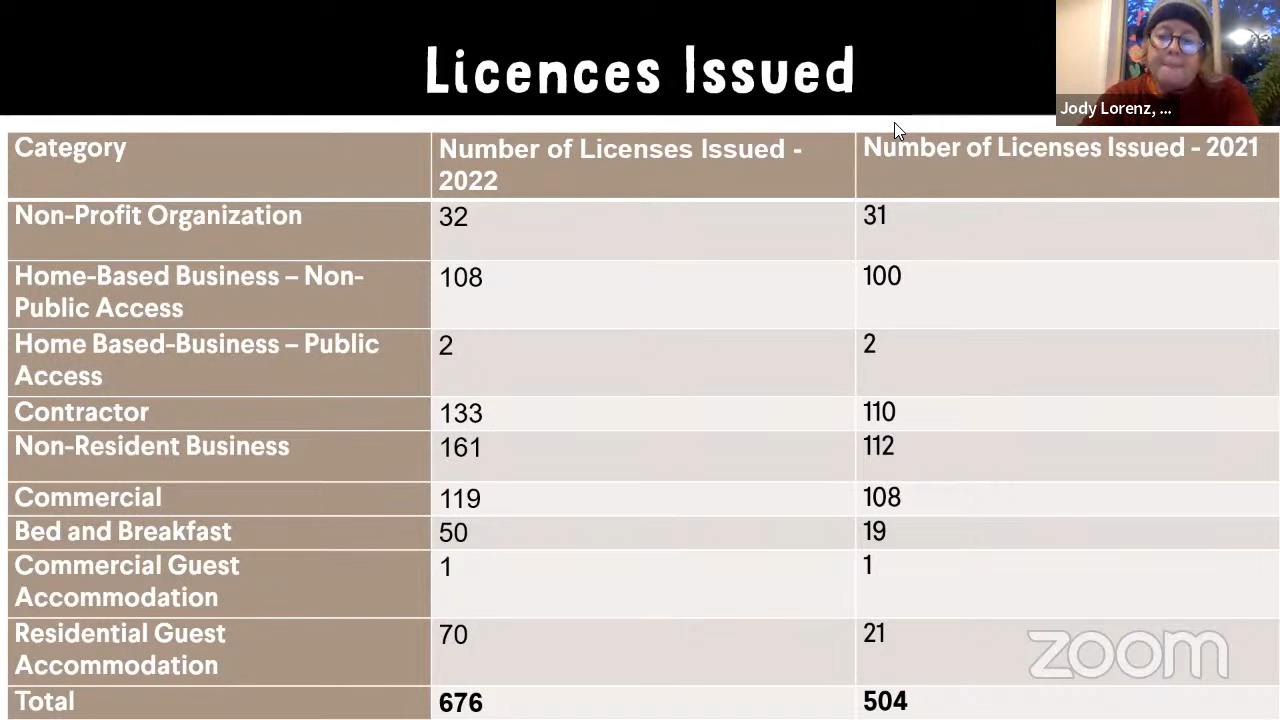 Licences Issued
Jody Lorenz, ...
Category
Number of Licenses Issued -
2022
Number of Licenses Issued - 2021
Non-Profit Organization
32
31
Home-Based Business – Non-
Public Access
108
100
Home Based-Business – Public
Access
2
2
Contractor
133
110
Non-Resident Business
161
112
Commercial
119
108
Bed and Breakfast
50
19
Commercial Guest
Accommodation
1
1
Residential Guest
Accommodation
70
21
Total
676
504
zoom